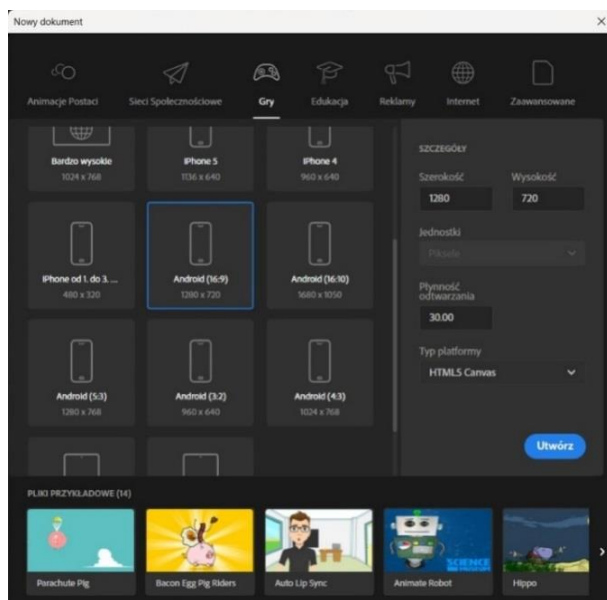 Nowy dokument
Animacje Postaci
Sieci Społecznościowe
Gry
Edukacja
Reklamy
Internet
Zaawansowane
Bardzo wysokie
1024 x 768
iPhone 5
1136 x 640
iPhone 4
960 x 640
iPhone od 1. do 3. ...
480 x 320
Android (16:9)
1280 x 720
Android (16:10)
1680 x 1050
Android (5:3)
1280 x 768
Android (3:2)
960 x 640
Android (4:3)
1024 x 768
SZCZEGÓŁY
Szerokość
Wysokość
1280
720
Jednostki
Piksele
Płynność
odtwarzania
30.00
Typ platformy
HTML5 Canvas
Utwórz
PLIKI PRZYKŁADOWE (14)
SCIENCE
MUSEUM
Parachute Pig
Bacon Egg Pig Riders
Auto Lip Sync
Animate Robot
Hippo